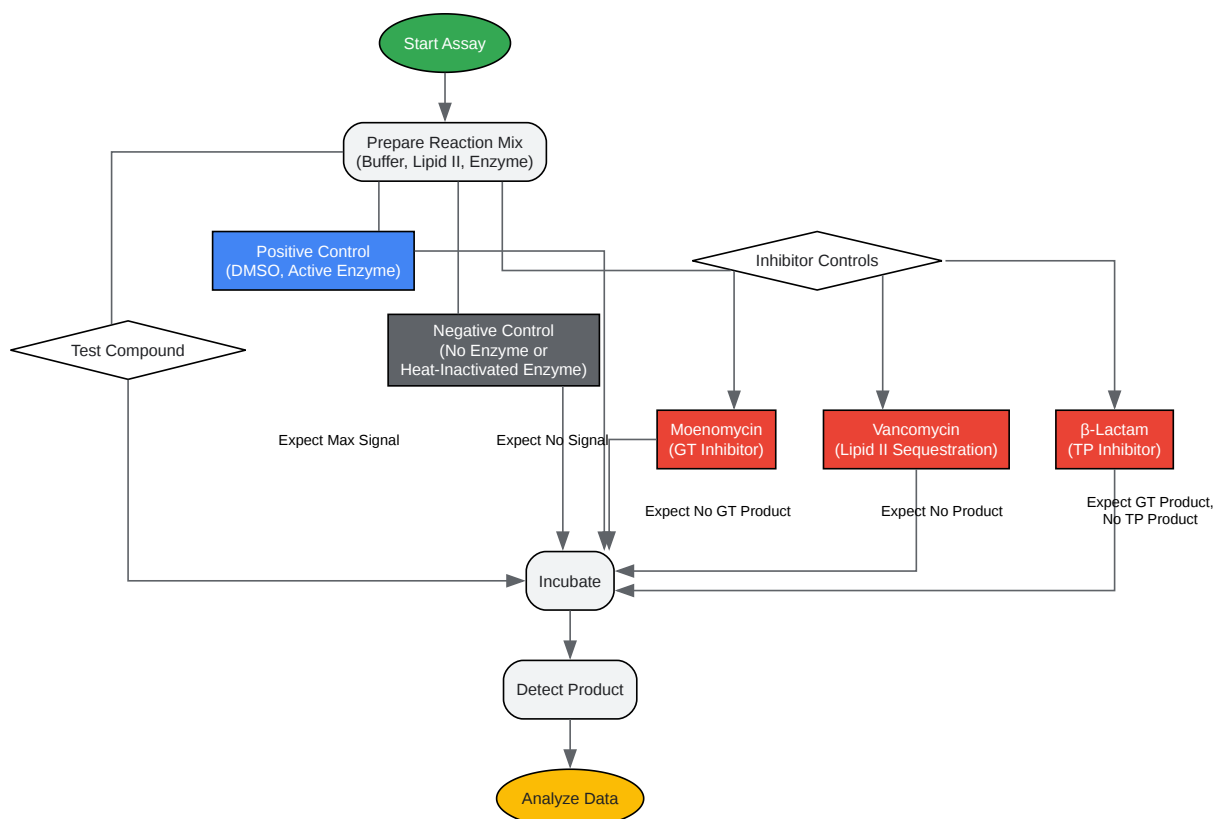 Start Assay
Prepare Reaction Mix
(Buffer, Lipid II, Enzyme)
Positive Control
(DMSO, Active Enzyme)
Inhibitor Controls
Negative Control
(No Enzyme or
Heat-Inactivated Enzyme)
Test Compound
Expect Max Signal
Expect No Signal
Moenomycin
(GT Inhibitor)
Vancomycin
(Lipid II Sequestration)
β-Lactam
(TP Inhibitor)
Expect No GT Product
Expect No Product
Expect GT Product,
No TP Product
Incubate
Detect Product
Analyze Data